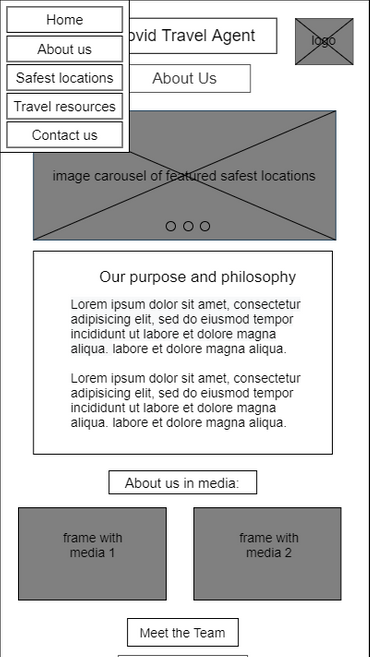 Home
About us
Safest locations
Travel resources
Contact us
ovid Travel Agent
logo
About Us
image carousel of featured safest locations
Our purpose and philosophy
Lorem ipsum dolor sit amet, consectetur
adipisicing elit, sed do eiusmod tempor
incididunt ut labore et dolore magna
aliqua. labore et dolore magna aliqua.
Lorem ipsum dolor sit amet, consectetur
adipisicing elit, sed do eiusmod tempor
incididunt ut labore et dolore magna
aliqua. labore et dolore magna aliqua.
About us in media:
frame with
media 1
frame with
media 2
Meet the Team